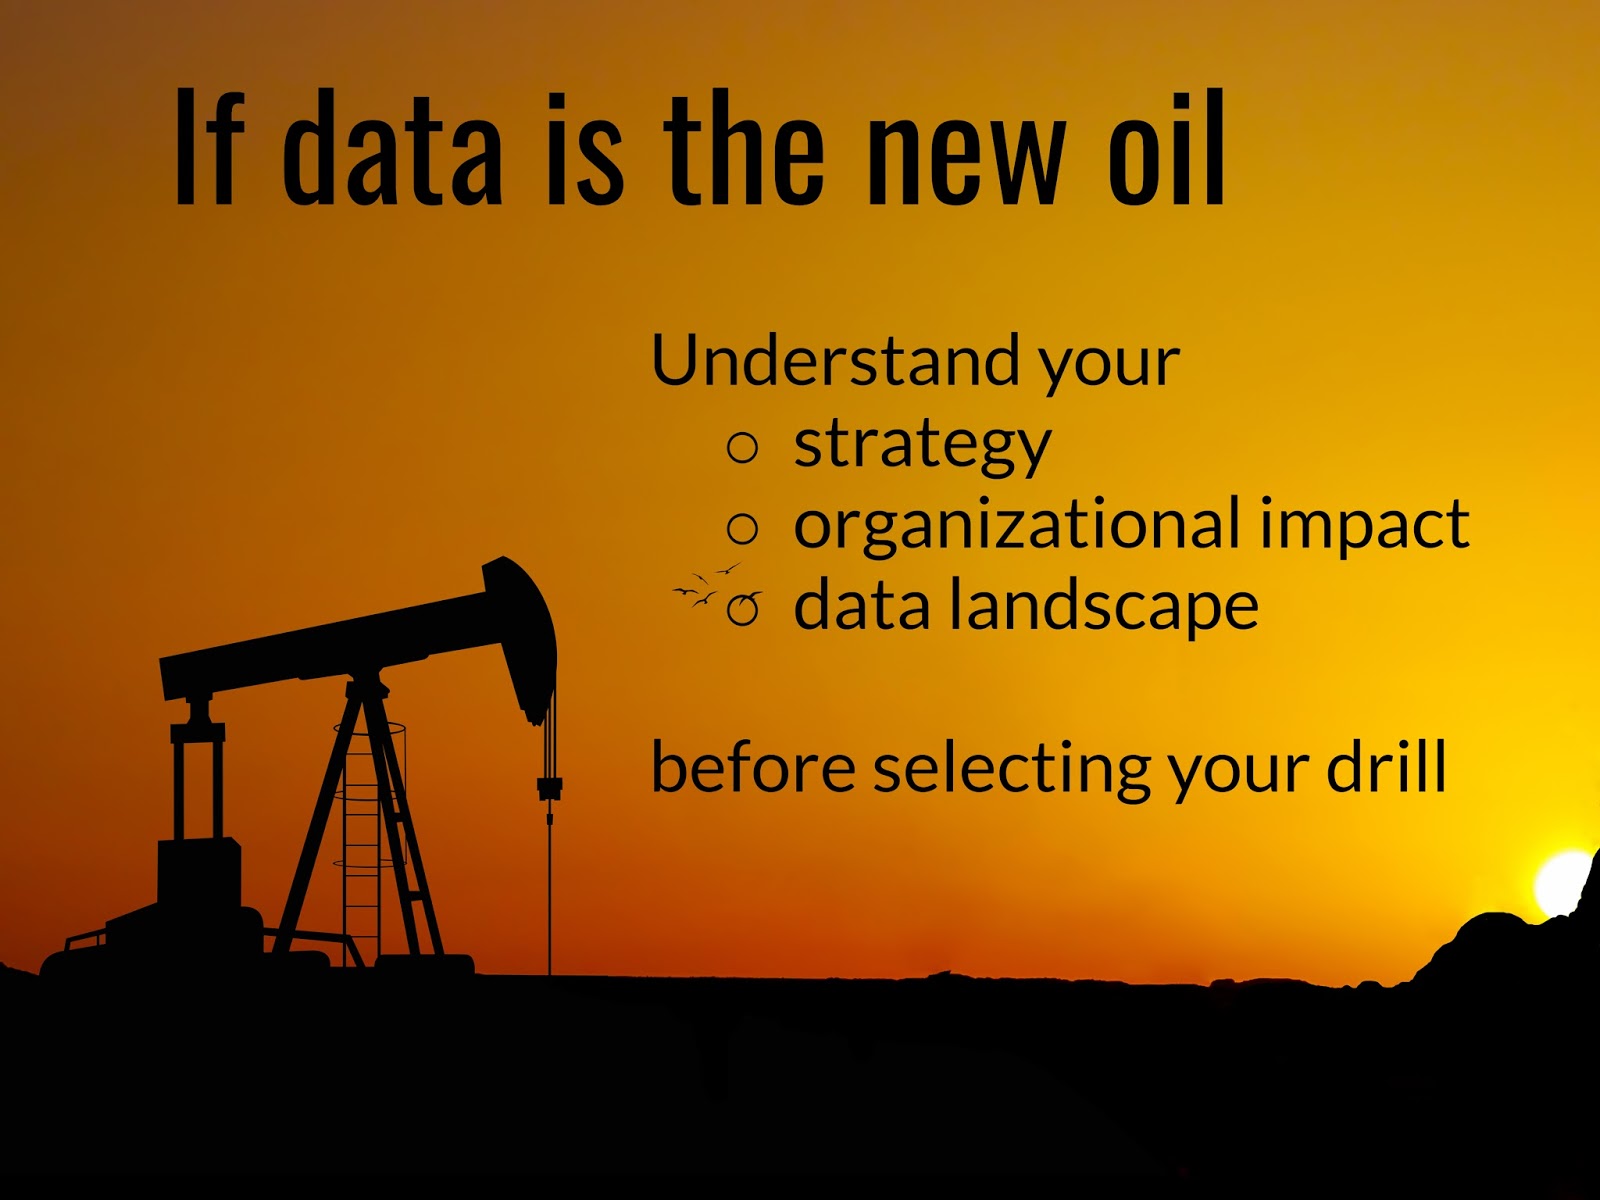 If data is the new oil
Understand your
○ strategy
○ organizational impact
○ data landscape
before selecting your drill